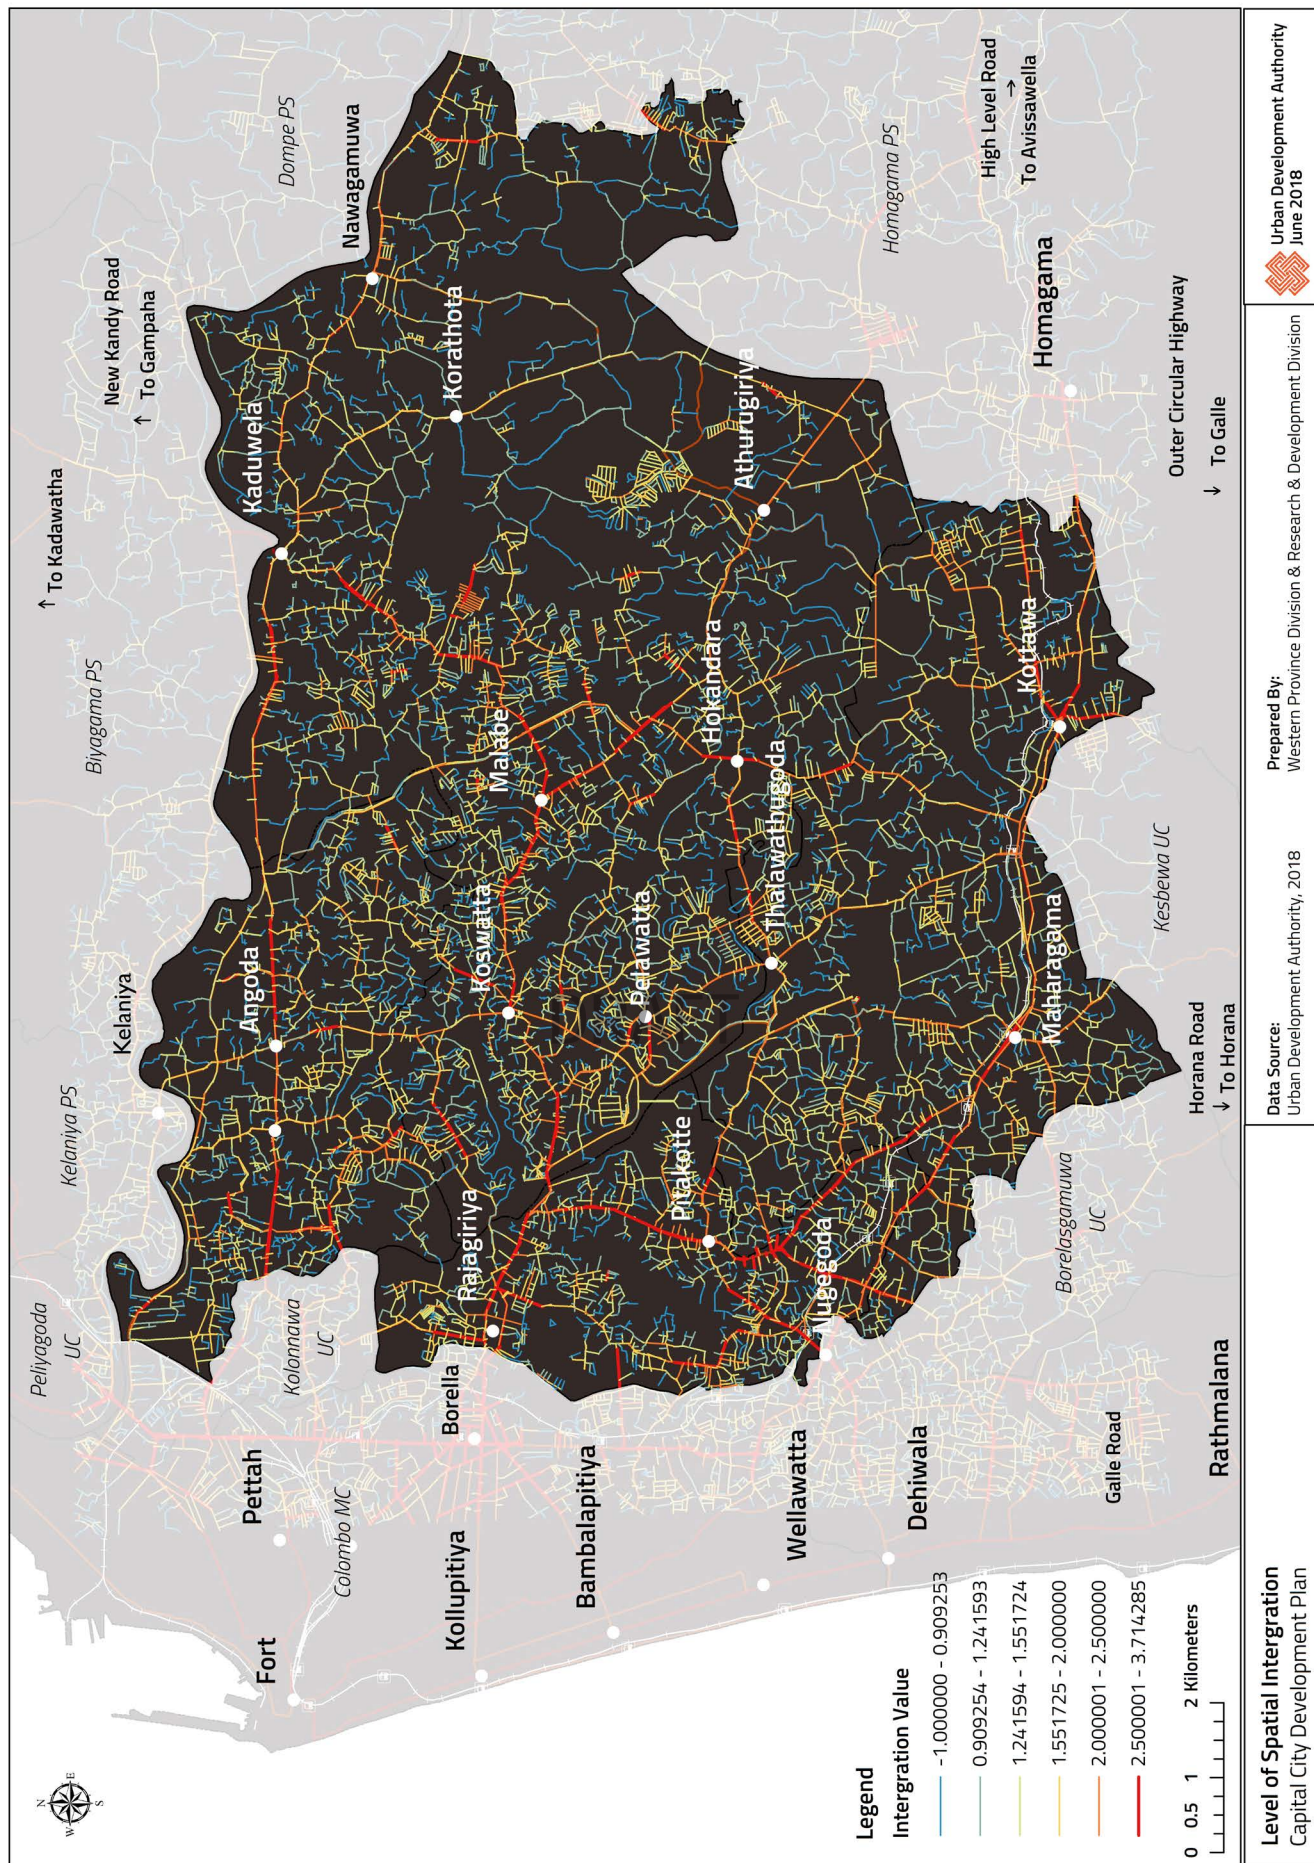 N
W
E
S
Fort
Pettah
Colombo MC
Kollupitiya
Borella
Bambalapitiya
Wellawatta
Dehiwala
Galle Road
Rathmalana
Peliyagoda
UC
Kolonnawa
UC
Kelaniya PS
Kelaniya
Biyagama PS
↑ To Kadawatha
New Kandy Road
↑ To Gampaha
Dompe PS
Nawagamuwa
Kaduwela
Korathota
Angoda
Malabe
Koswatta
Rajagiriya
Pelawatta
Pitakotte
Nugegoda
Thalawathugoda
Hokandara
Athurugiriya
Kottawa
Maharagama
Homagama PS
High Level Road
→
To Avissawella
Homagama
Outer Circular Highway
↓ To Galle
Kesbewa UC
Horana Road
↓ To Horana
Borelasgamuwa
UC
Legend
Intergration Value
-1.000000 - 0.909253
0.909254 - 1.241593
1.241594 - 1.551724
1.551725 - 2.000000
2.000001 - 2.500000
2.500001 - 3.714285
0 0.5 1 2 Kilometers
Level of Spatial Intergration
Capital City Development Plan
Data Source:
Urban Development Authority, 2018
Prepared By:
Western Province Division & Research & Development Division
Urban Development Authority
June 2018